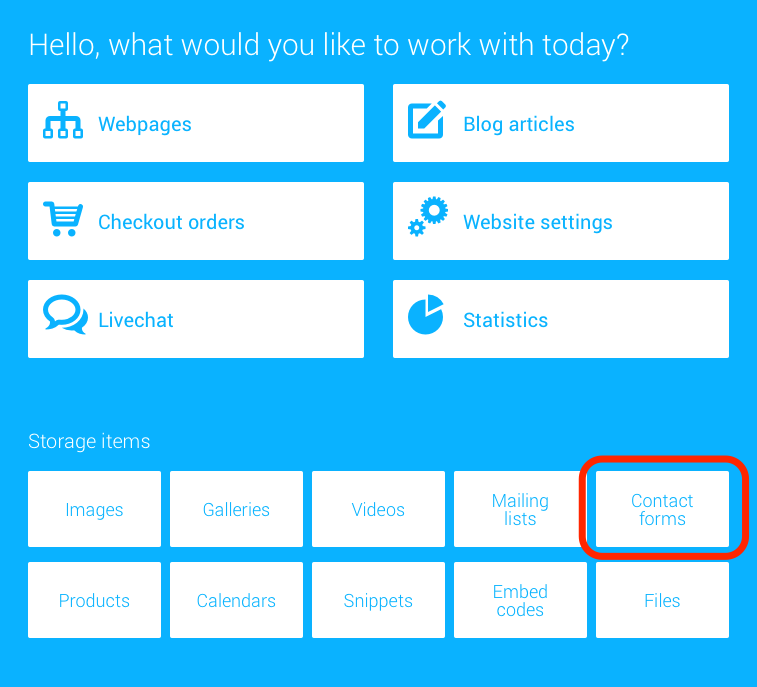 Hello, what would you like to work with today?
Webpages
Blog articles
Checkout orders
Website settings
Livechat
Statistics
Storage items
Images
Galleries
Videos
Mailing
lists
Contact
forms
Products
Calendars
Snippets
Embed
codes
Files